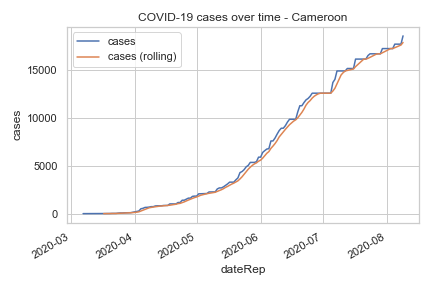 COVID-19 cases over time - Cameroon
cases
cases (rolling)
cases
15000
10000
5000
0
2020-03
2020-04
2020-05
2020-06
2020-07
2020-08
dateRep